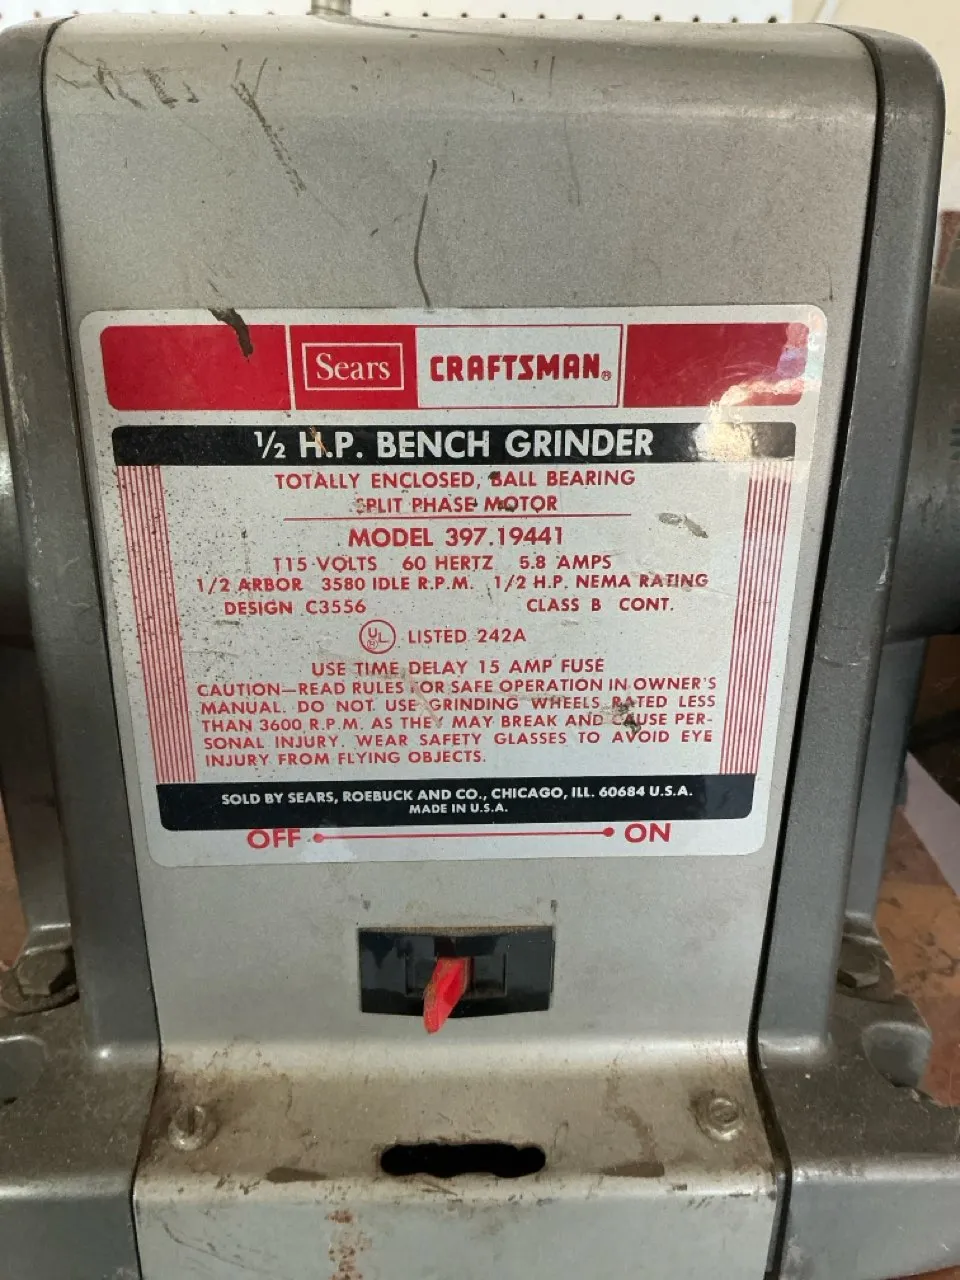 Sears CRAFTSMAN®
1/2 H.P. BENCH GRINDER
TOTALLY ENCLOSED, BALL BEARING
SPLIT PHASE MOTOR
MODEL 397.19441
115 VOLTS 60 HERTZ 5.8 AMPS
1/2 ARBOR 3580 IDLE R.P.M. 1/2 H.P. NEMA RATING
DESIGN C3556 CLASS B CONT.
UL ® LISTED 242A
USE TIME DELAY 15 AMP FUSE
CAUTION—READ RULES FOR SAFE OPERATION IN OWNER'S
MANUAL. DO NOT USE GRINDING WHEELS RATED LESS
THAN 3600 R.P.M. AS THEY MAY BREAK AND CAUSE PER-
SONAL INJURY. WEAR SAFETY GLASSES TO AVOID EYE
INJURY FROM FLYING OBJECTS.
SOLD BY SEARS, ROEBUCK AND CO., CHICAGO, ILL. 60684 U.S.A.
MADE IN U.S.A.
OFF ON